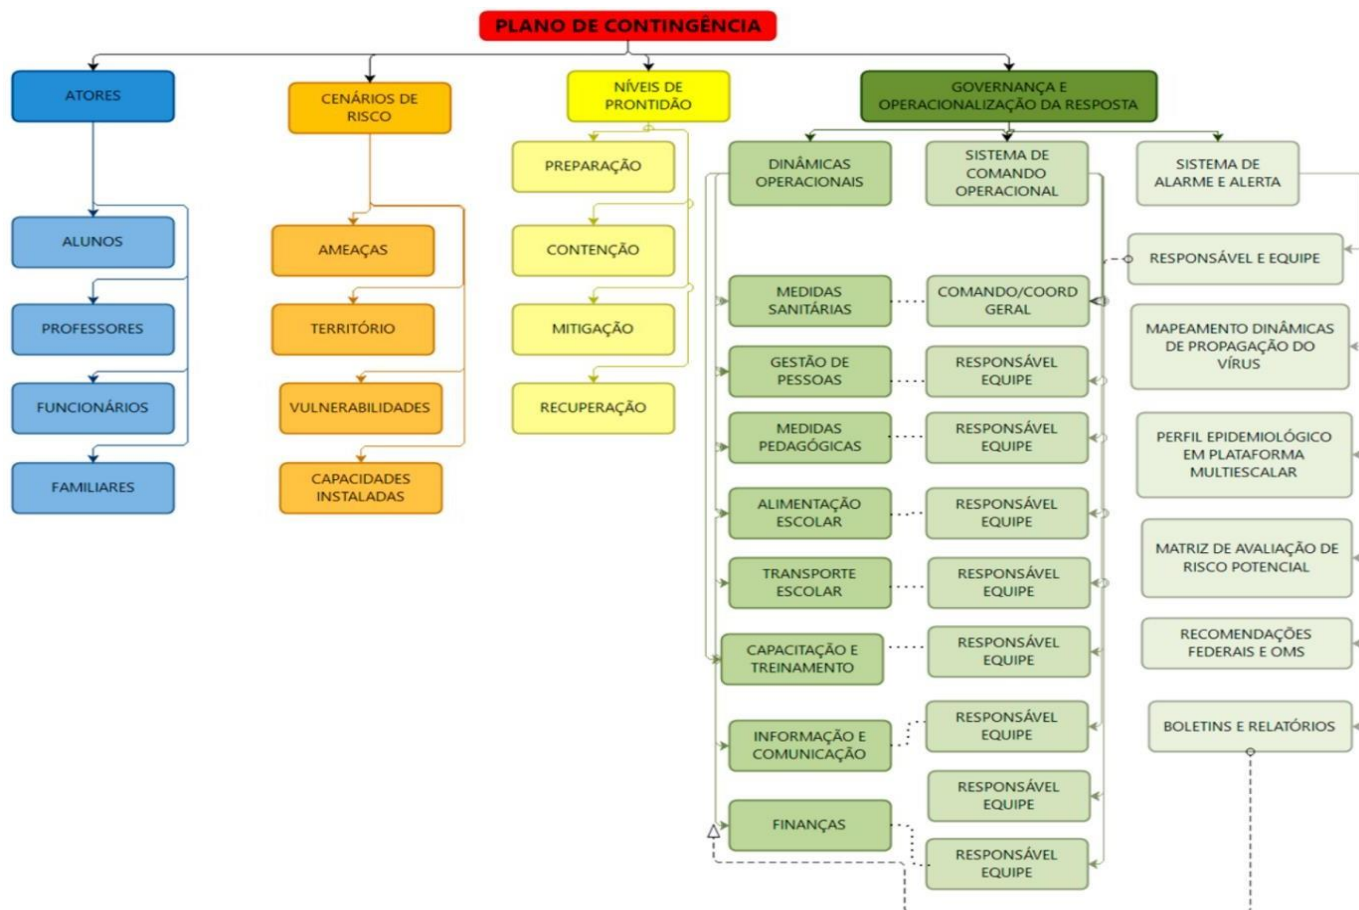 PLANO DE CONTINGÊNCIA
ATORES
ALUNOS
PROFESSORES
FUNCIONÁRIOS
FAMILIARES
CENÁRIOS DE
RISCO
AMEAÇAS
TERRITÓRIO
VULNERABILIDADES
CAPACIDADES
INSTALADAS
NÍVEIS DE
PRONTIDÃO
PREPARAÇÃO
CONTENÇÃO
MITIGAÇÃO
RECUPERAÇÃO
GOVERNANÇA E
OPERACIONALIZAÇÃO DA RESPOSTA
DINÂMICAS
OPERACIONAIS
MEDIDAS
SANITÁRIAS
GESTÃO DE
PESSOAS
MEDIDAS
PEDAGÓGICAS
ALIMENTAÇÃO
ESCOLAR
TRANSPORTE
ESCOLAR
CAPACITAÇÃO E
TREINAMENTO
INFORMAÇÃO E
COMUNICAÇÃO
FINANÇAS
SISTEMA DE
COMANDO
OPERACIONAL
COMANDO/COORD
GERAL
RESPONSÁVEL
EQUIPE
RESPONSÁVEL
EQUIPE
RESPONSÁVEL
EQUIPE
RESPONSÁVEL
EQUIPE
RESPONSÁVEL
EQUIPE
RESPONSÁVEL
EQUIPE
RESPONSÁVEL
EQUIPE
RESPONSÁVEL
EQUIPE
SISTEMA DE
ALARME E ALERTA
RESPONSÁVEL E EQUIPE
MAPEAMENTO DINÂMICAS
DE PROPAGAÇÃO DO
VÍRUS
PERFIL EPIDEMIOLÓGICO
EM PLATAFORMA
MULTIESCALAR
MATRIZ DE AVALIAÇÃO DE
RISCO POTENCIAL
RECOMENDAÇÕES
FEDERAIS E OMS
BOLETINS E RELATÓRIOS